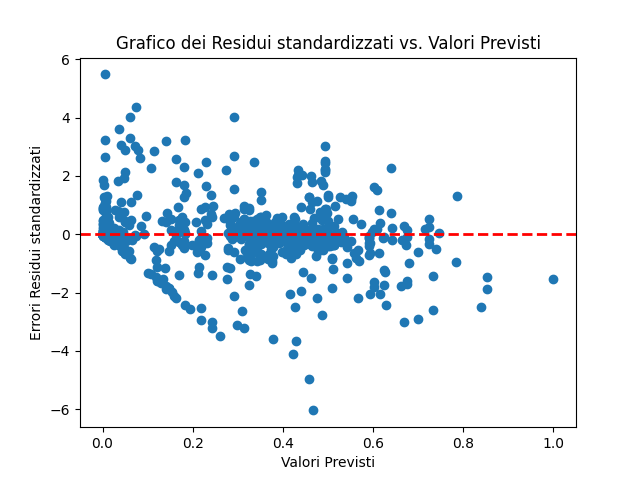 Grafico dei Residui standardizzati vs. Valori Previsti
Errori Residui standardizzati
6
4
2
0
−2
−4
−6
0.0 0.2 0.4 0.6 0.8 1.0
Valori Previsti